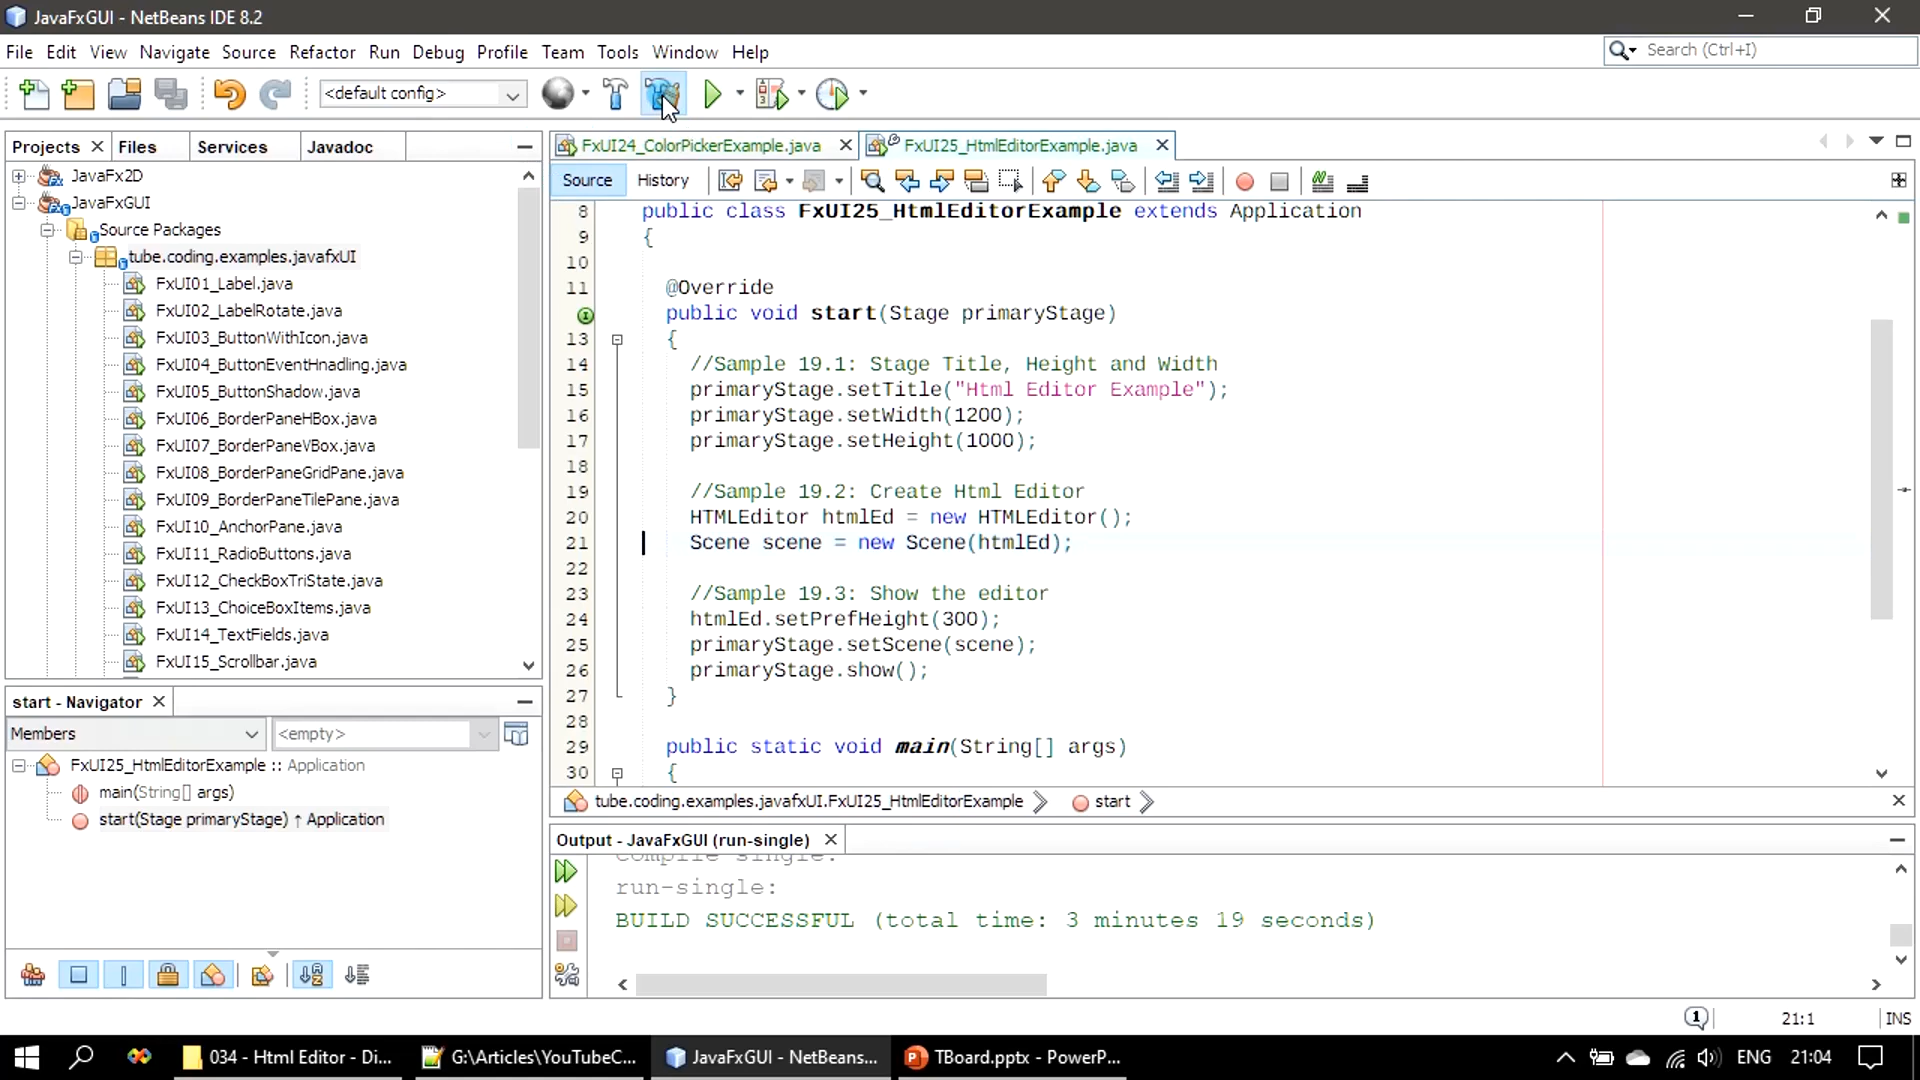 JavaFxGUI - NetBeans IDE 8.2
File Edit View Navigate Source Refactor Run Debug Profile Team Tools Window Help
Search (Ctrl+I)
<default config>
Projects Files Services Javadoc
JavaFx2D
JavaFxGUI
Source Packages
tube.coding.examples.javafxUI
FxUI01_Label.java
FxUI02_LabelRotate.java
FxUI03_ButtonWithIcon.java
FxUI04_ButtonEventHnadling.java
FxUI05_ButtonShadow.java
FxUI06_BorderPaneHBox.java
FxUI07_BorderPaneVBox.java
FxUI08_BorderPaneGridPane.java
FxUI09_BorderPaneTilePane.java
FxUI10_AnchorPane.java
FxUI11_RadioButtons.java
FxUI12_CheckBoxTriState.java
FxUI13_ChoiceBoxItems.java
FxUI14_TextFields.java
FxUI15_Scrollbar.java
start - Navigator
Members <empty>
FxUI25_HtmlEditorExample :: Application
main(String[] args)
start(Stage primaryStage) ↑ Application
FxUI24_ColorPickerExample.java FxUI25_HtmlEditorExample.java
Source History
8 public class FxUI25_HtmlEditorExample extends Application
9 {
10
11 @Override
public void start(Stage primaryStage)
13 {
14 //Sample 19.1: Stage Title, Height and Width
15 primaryStage.setTitle("Html Editor Example");
16 primaryStage.setWidth(1200);
17 primaryStage.setHeight(1000);
18
19 //Sample 19.2: Create Html Editor
20 HTMLEditor htmlEd = new HTMLEditor();
21 Scene scene = new Scene(htmlEd);
22
23 //Sample 19.3: Show the editor
24 htmlEd.setPrefHeight(300);
25 primaryStage.setScene(scene);
26 primaryStage.show();
27 }
28
29 public static void main(String[] args)
30 {
tube.coding.examples.javafxUI.FxUI25_HtmlEditorExample start
Output - JavaFxGUI (run-single)
compile single:
run-single:
BUILD SUCCESSFUL (total time: 3 minutes 19 seconds)
1 21:1 INS
034 - Html Editor - Di... G:\Articles\YouTubeC... JavaFxGUI - NetBeans... TBoard.pptx - PowerP... ENG 21:04